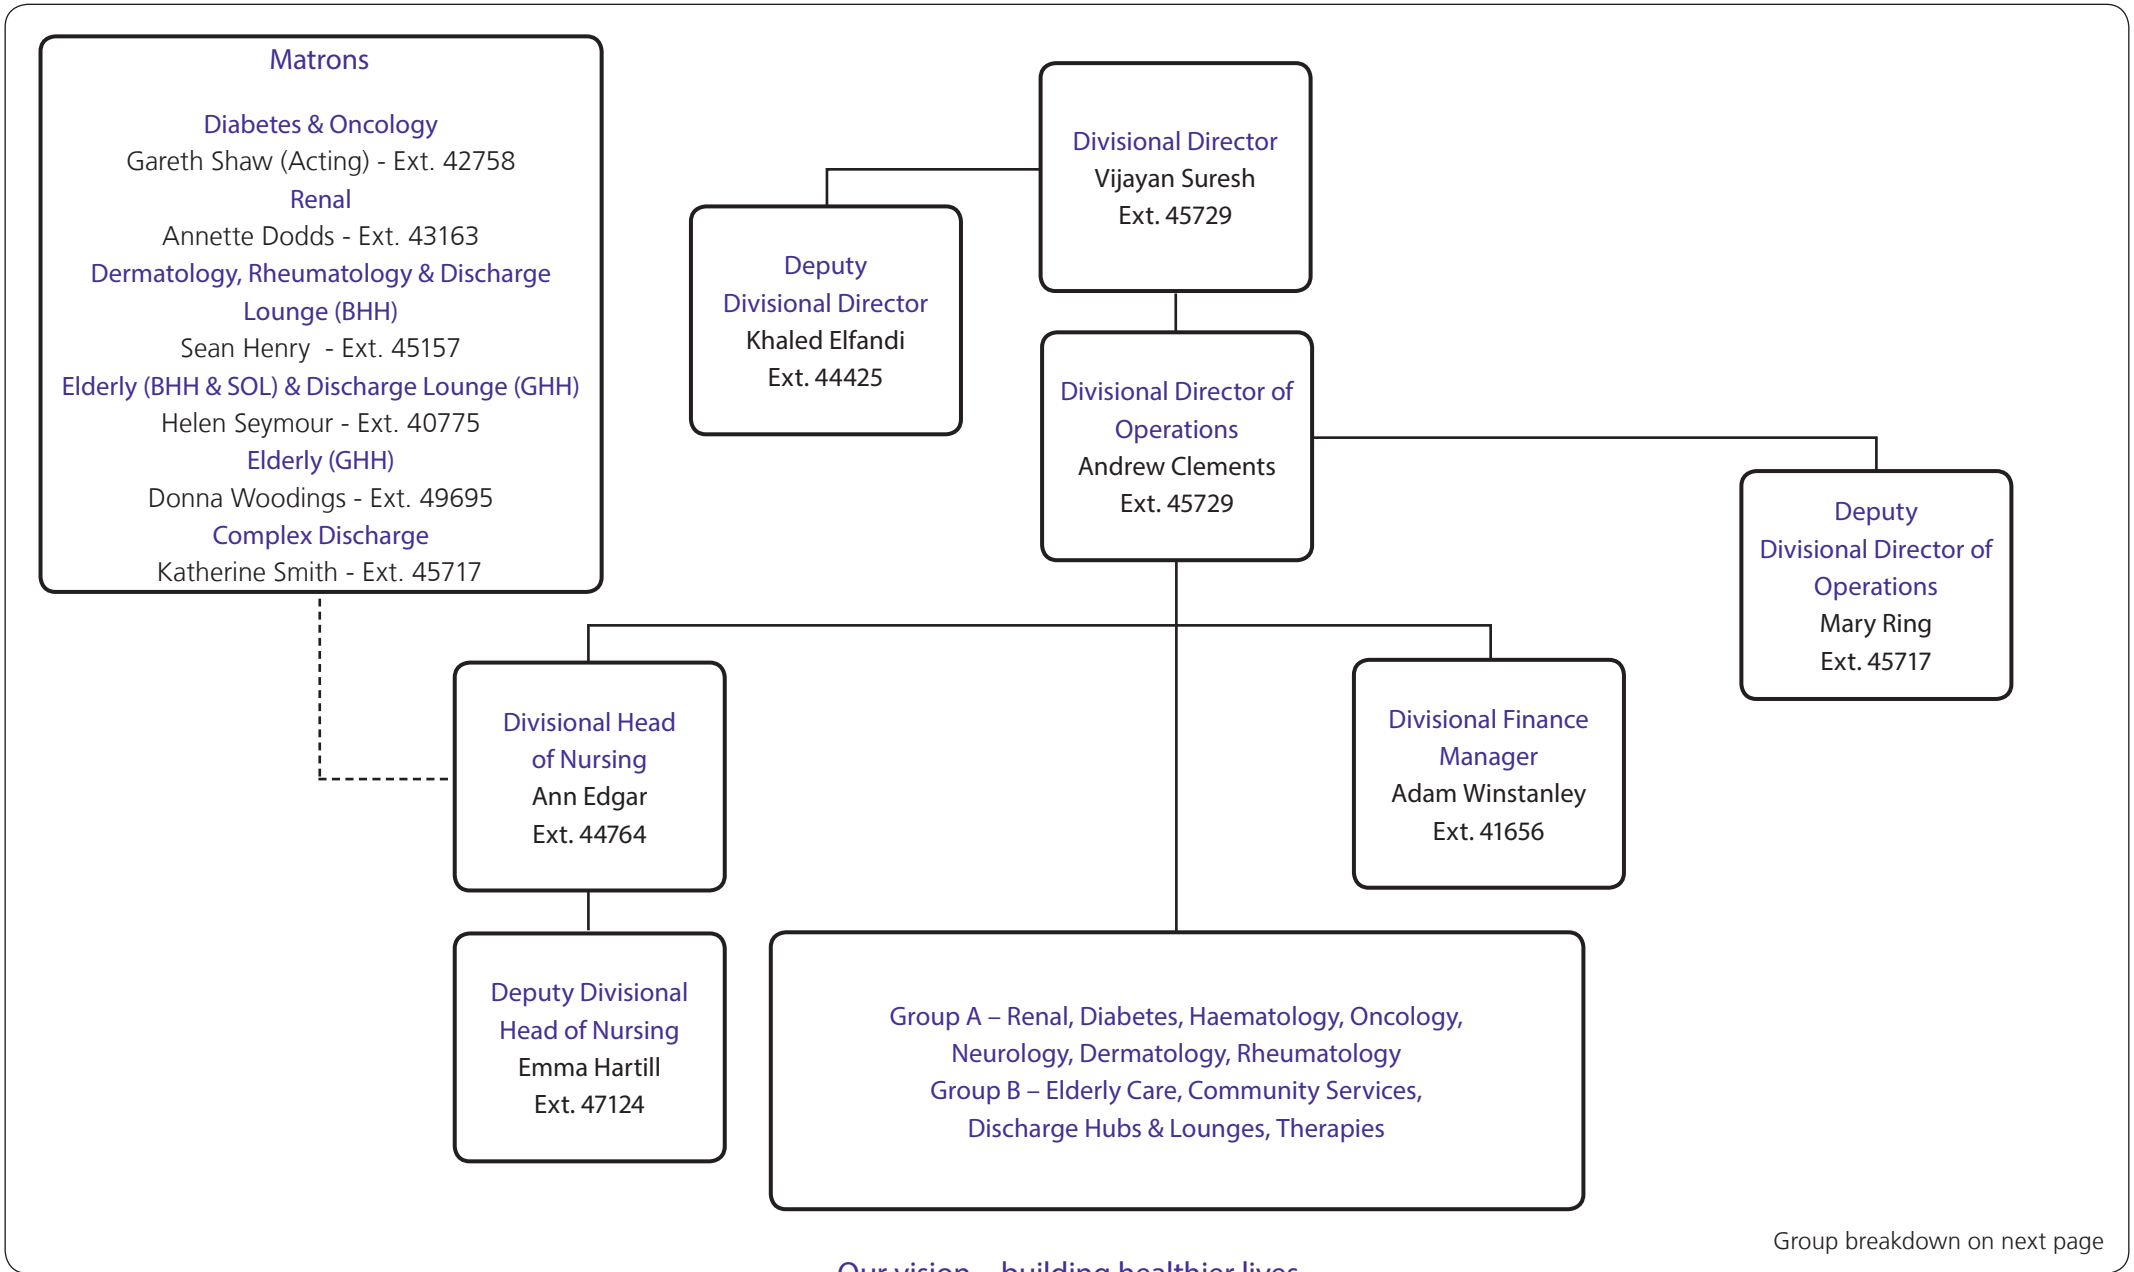 Matrons
Diabetes & Oncology
Gareth Shaw (Acting) - Ext. 42758
Renal
Annette Dodds - Ext. 43163
Dermatology, Rheumatology & Discharge
Lounge (BHH)
Sean Henry  - Ext. 45157
Elderly (BHH & SOL) & Discharge Lounge (GHH)
Helen Seymour - Ext. 40775
Elderly (GHH)
Donna Woodings - Ext. 49695
Complex Discharge
Katherine Smith - Ext. 45717
Divisional Director
Vijayan Suresh
Ext. 45729
Deputy
Divisional Director
Khaled Elfandi
Ext. 44425
Divisional Director of
Operations
Andrew Clements
Ext. 45729
Deputy
Divisional Director of
Operations
Mary Ring
Ext. 45717
Divisional Head
of Nursing
Ann Edgar
Ext. 44764
Divisional Finance
Manager
Adam Winstanley
Ext. 41656
Deputy Divisional
Head of Nursing
Emma Hartill
Ext. 47124
Group A – Renal, Diabetes, Haematology, Oncology,
Neurology, Dermatology, Rheumatology
Group B – Elderly Care, Community Services,
Discharge Hubs & Lounges, Therapies
Group breakdown on next page
Our vision – building healthier lives